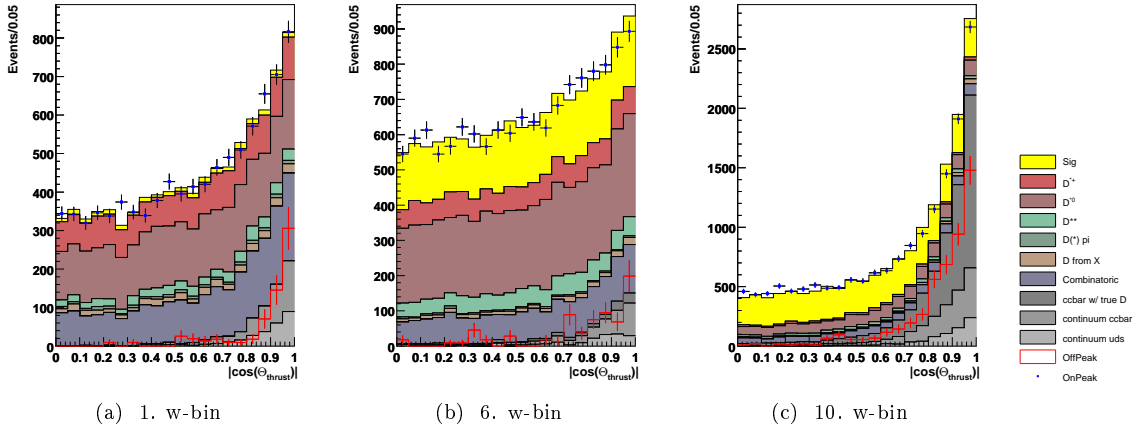 Events/0.05
800
700
600
500
400
300
200
100
0
0 0.1 0.2 0.3 0.4 0.5 0.6 0.7 0.8 0.9 1
|cos(Θthrust)|
(a) 1. w-bin
Events/0.05
900
800
700
600
500
400
300
200
100
0
0 0.1 0.2 0.3 0.4 0.5 0.6 0.7 0.8 0.9 1
|cos(Θthrust)|
(b) 6. w-bin
Events/0.05
2500
2000
1500
1000
500
0
0 0.1 0.2 0.3 0.4 0.5 0.6 0.7 0.8 0.9 1
|cos(Θthrust)|
(c) 10. w-bin
Sig
D*+
D*0
D**
D(*) pi
D from X
Combinatoric
ccbar w/ true D
continuum ccbar
continuum uds
OffPeak
OnPeak